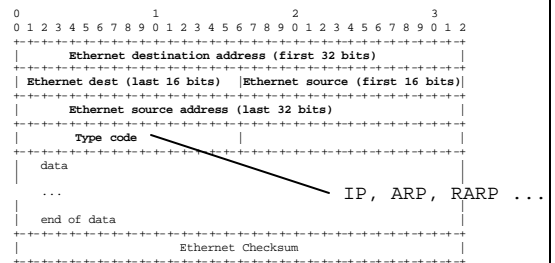 0 1 2 3
0 1 2 3 4 5 6 7 8 9 0 1 2 3 4 5 6 7 8 9 0 1 2 3 4 5 6 7 8 9 0 1 2
+-+-+-+-+-+-+-+-+-+-+-+-+-+-+-+-+-+-+-+-+-+-+-+-+-+-+-+-+-+-+-+-+
| Ethernet destination address (first 32 bits) |
+-+-+-+-+-+-+-+-+-+-+-+-+-+-+-+-+-+-+-+-+-+-+-+-+-+-+-+-+-+-+-+-+
| Ethernet dest (last 16 bits) |Ethernet source (first 16 bits)|
+-+-+-+-+-+-+-+-+-+-+-+-+-+-+-+-+-+-+-+-+-+-+-+-+-+-+-+-+-+-+-+-+
| Ethernet source address (last 32 bits) |
+-+-+-+-+-+-+-+-+-+-+-+-+-+-+-+-+-+-+-+-+-+-+-+-+-+-+-+-+-+-+-+-+
| Type code | |
+-+-+-+-+-+-+-+-+-+-+-+-+-+-+-+-+-+-+-+-+-+-+-+-+-+-+-+-+-+-+-+-+
| data |
... IP, ARP, RARP ...
| |
| end of data |
+-+-+-+-+-+-+-+-+-+-+-+-+-+-+-+-+-+-+-+-+-+-+-+-+-+-+-+-+-+-+-+-+
| Ethernet Checksum |
+-+-+-+-+-+-+-+-+-+-+-+-+-+-+-+-+-+-+-+-+-+-+-+-+-+-+-+-+-+-+-+-+